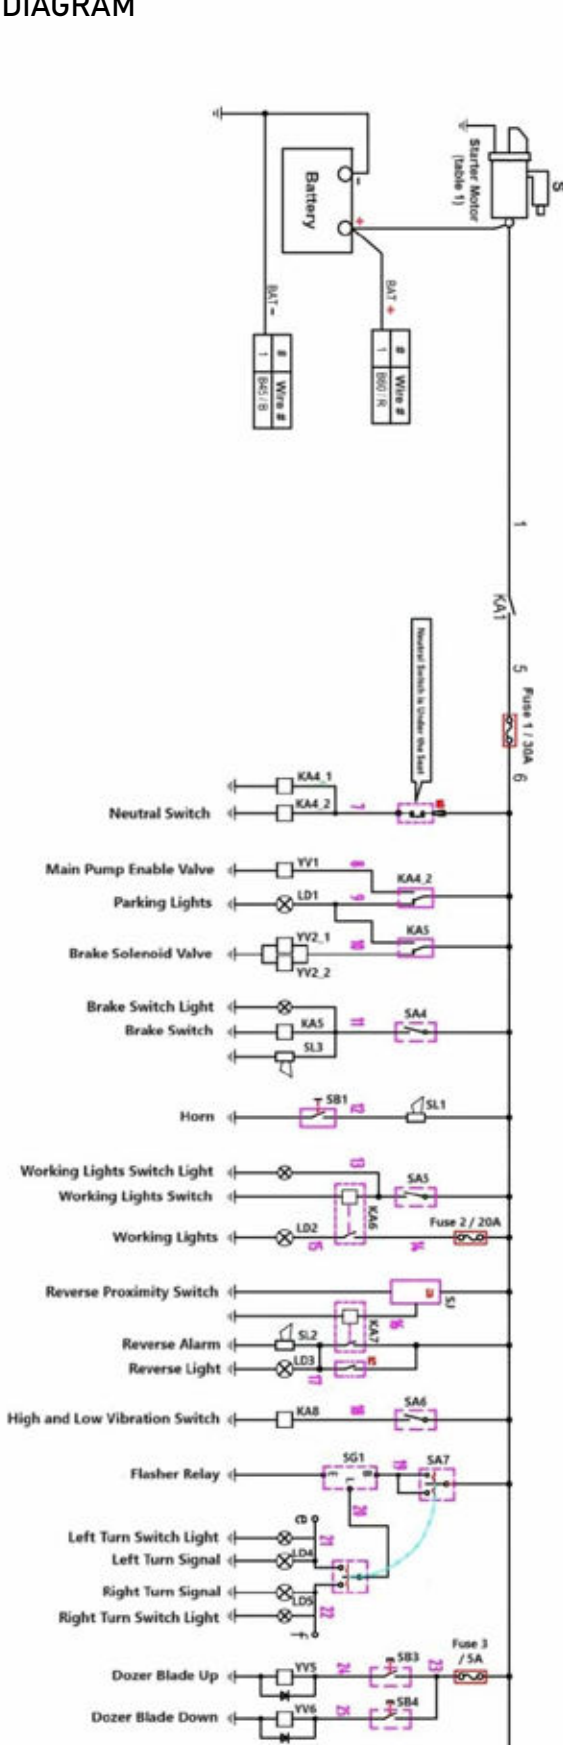 DIAGRAM
S
Starter Motor
(table 1)
Battery
-
+
BAT -
BAT +
# Wire #
1 B45 / B
# Wire #
1 B60 / R
1
KA1
5
Fuse 1 / 30A
6
Neutral Switch is Under the Seat
KA4_1
Neutral Switch KA4_2 7
Main Pump Enable Valve YV1 8 KA4_2
Parking Lights LD1 9
YV2_1 KA5
Brake Solenoid Valve 10
YV2_2
Brake Switch Light SA4
Brake Switch KA5 11
SL3
Horn SB1 12 SL1
Working Lights Switch Light 13 SA5
Working Lights Switch KA6
Fuse 2 / 20A
Working Lights LD2 15 14
Reverse Proximity Switch SJ
16
KA7
Reverse Alarm SL2
Reverse Light LD3
17
High and Low Vibration Switch KA8 18 SA6
SG1 SA7
Flasher Relay E B 19
L 20
e
Left Turn Switch Light 21
Left Turn Signal LD4
Right Turn Signal LD5
Right Turn Switch Light 22
f
Fuse 3
/ 5A
Dozer Blade Up YV5 24 SB3 23
Dozer Blade Down YV6 25 SB4